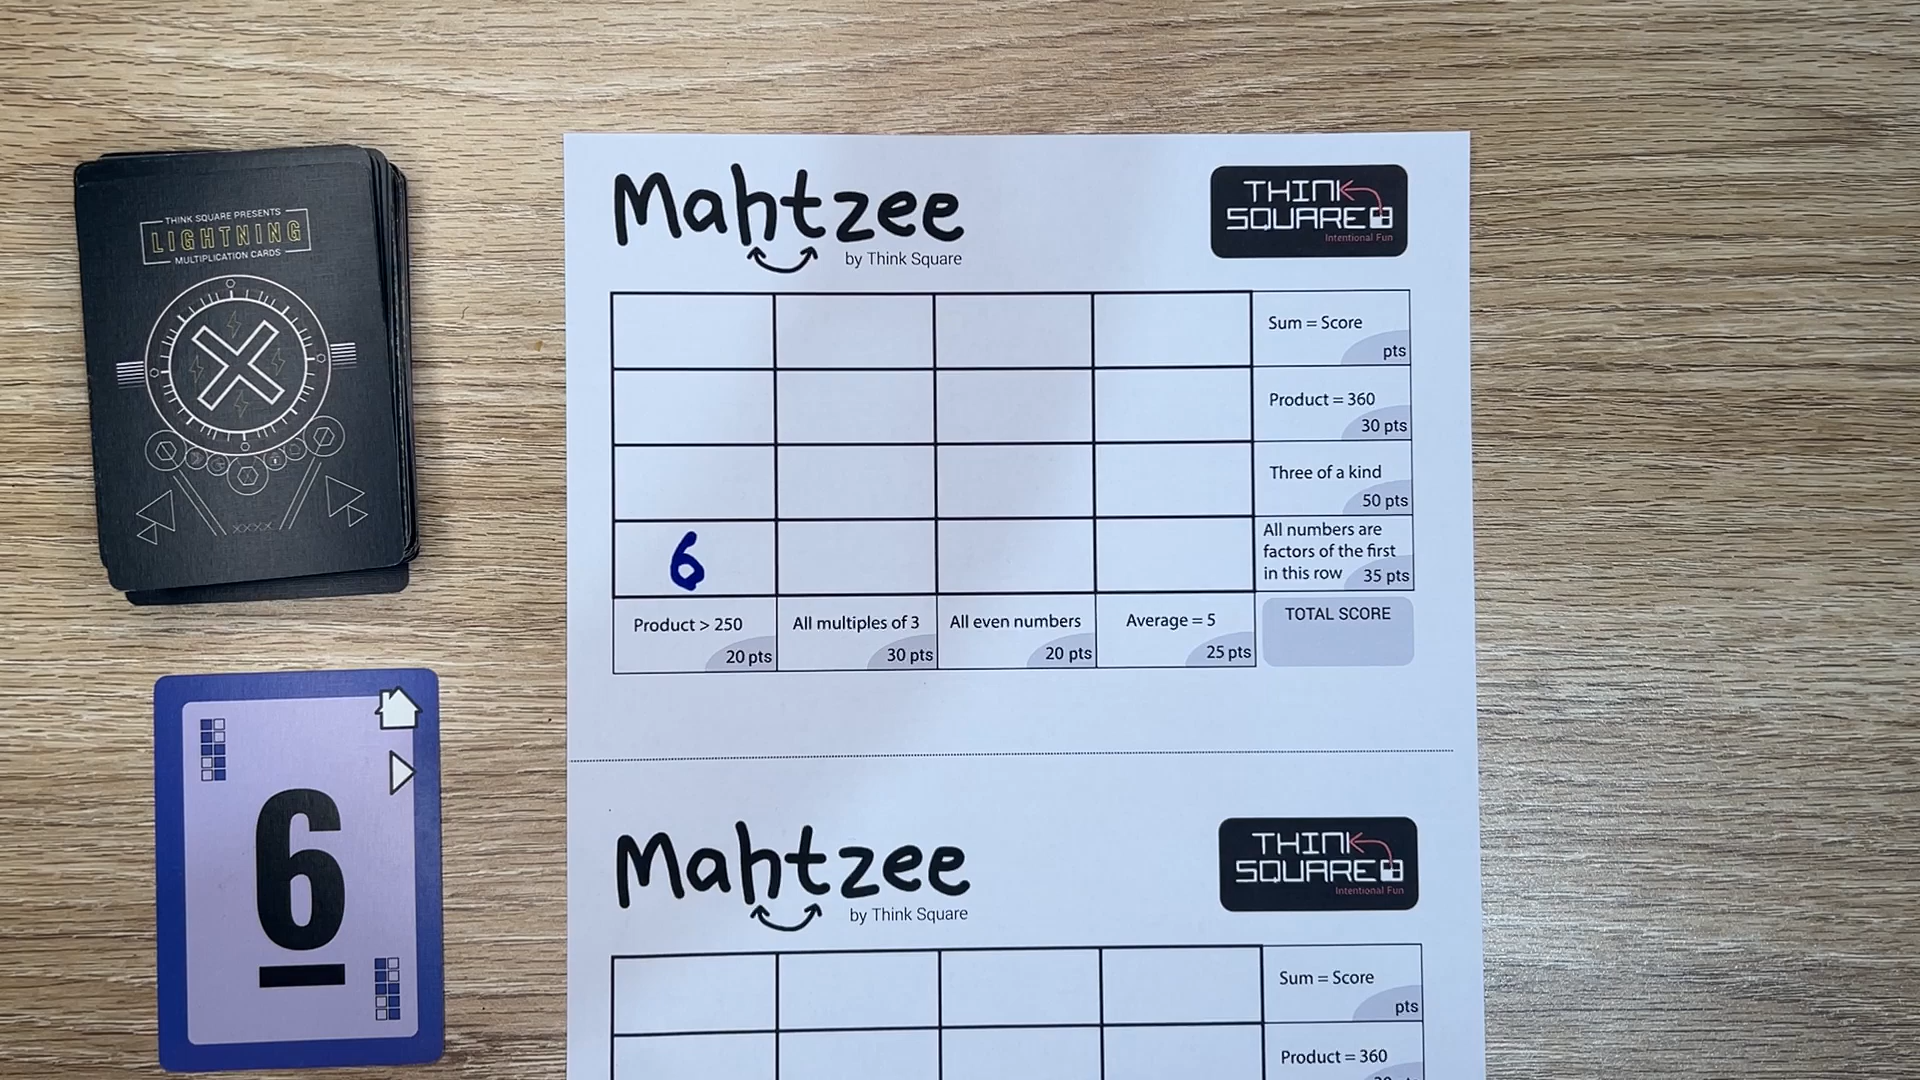 THINK SQUARE PRESENTS
LIGHTNING
MULTIPLICATION CARDS
XXXX
6
Mahtzee
by Think Square
THINK
SQUARE
Intentional Fun
Sum = Score
pts
Product = 360
30 pts
Three of a kind
50 pts
6
All numbers are
factors of the first
in this row 35 pts
Product > 250
20 pts
All multiples of 3
30 pts
All even numbers
20 pts
Average = 5
25 pts
TOTAL SCORE
Mahtzee
by Think Square
THINK
SQUARE
Intentional Fun
Sum = Score
pts
Product = 360